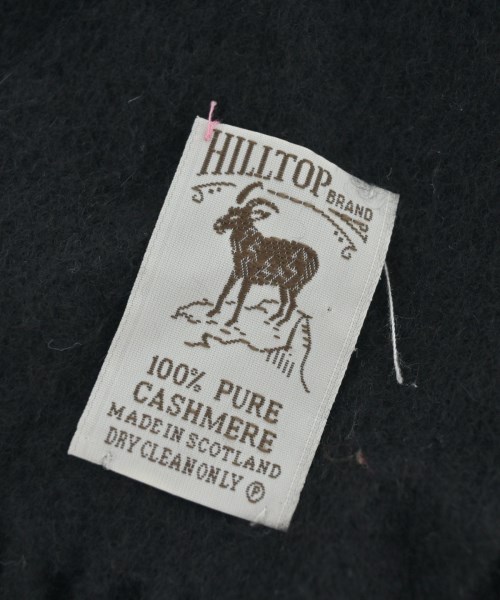 HILLTOP
BRAND
100% PURE
CASHMERE
MADE IN SCOTLAND
DRY CLEAN ONLY Ⓟ